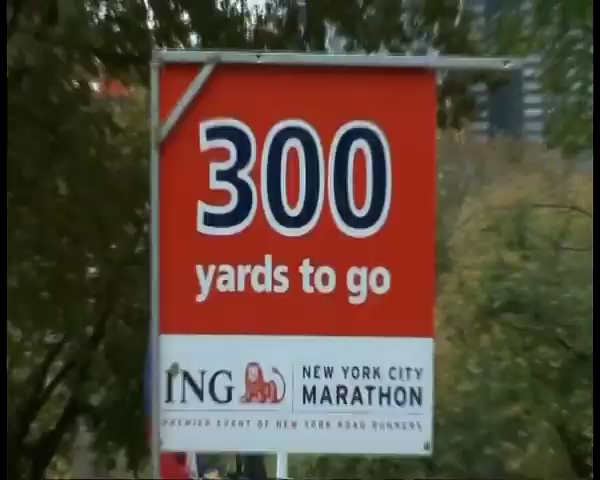 300
yards to go
ING
NEW YORK CITY
MARATHON
PREMIER EVENT OF NEW YORK ROAD RUNNERS